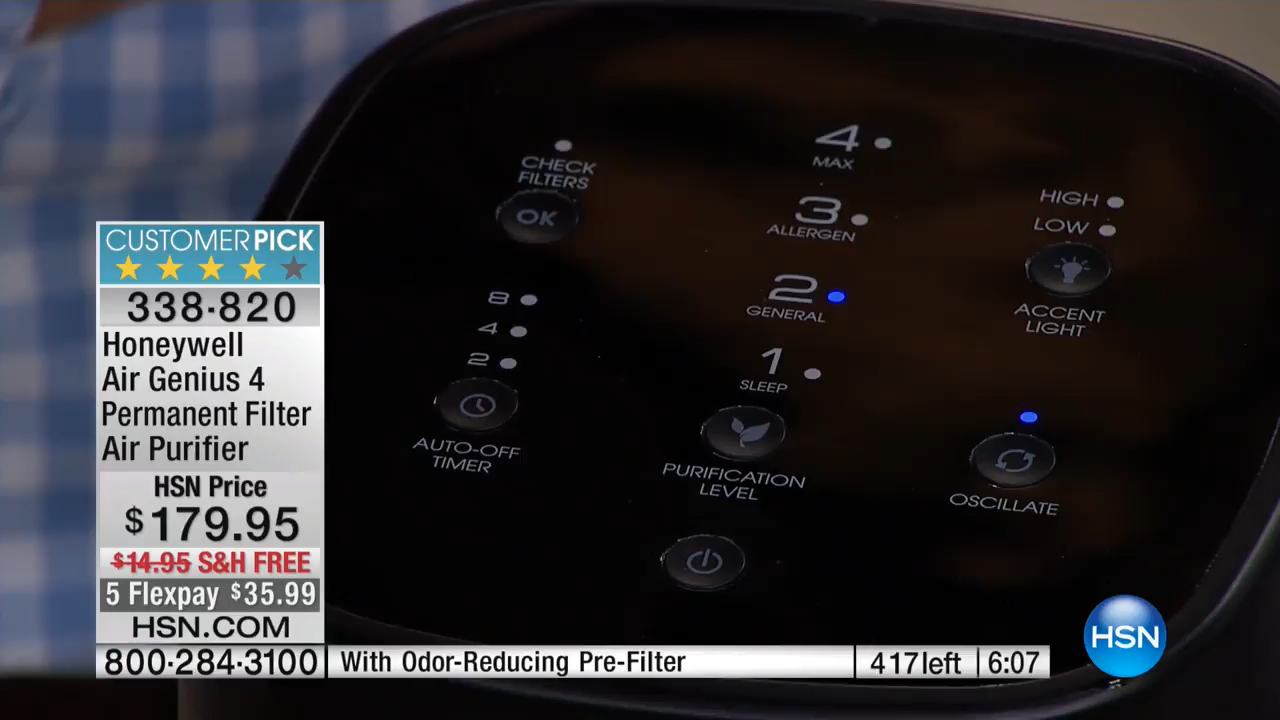 CUSTOMER PICK
338·820
Honeywell
Air Genius 4
Permanent Filter
Air Purifier
HSN Price
$179.95
$14.95 S&H FREE
5 Flexpay $35.99
HSN.COM
800·284·3100
With Odor-Reducing Pre-Filter
417left
6:07
HSN
CHECK
FILTERS
OK
8
4
2
AUTO-OFF
TIMER
4
MAX
3
ALLERGEN
2
GENERAL
1
SLEEP
PURIFICATION
LEVEL
HIGH
LOW
ACCENT
LIGHT
OSCILLATE